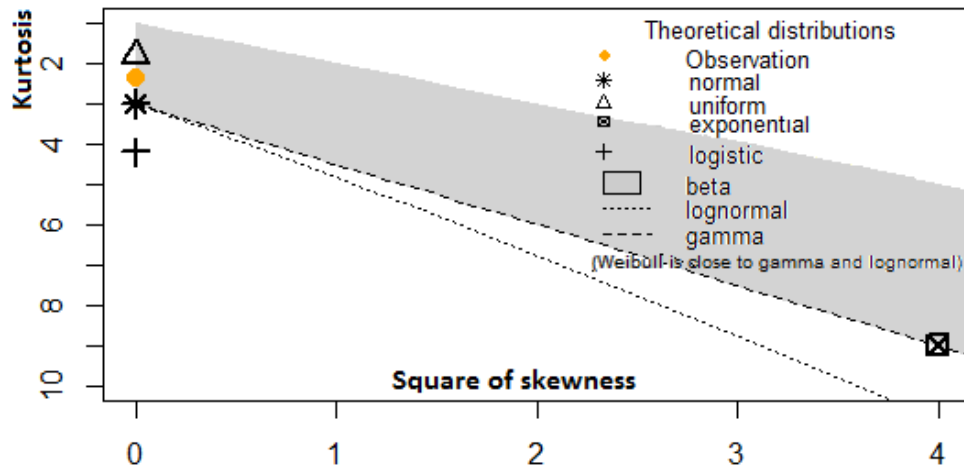 Kurtosis
2
4
6
8
10
Theoretical distributions
Observation
normal
uniform
exponential
logistic
beta
lognormal
gamma
(Weibull is close to gamma and lognormal)
Square of skewness
0
1
2
3
4